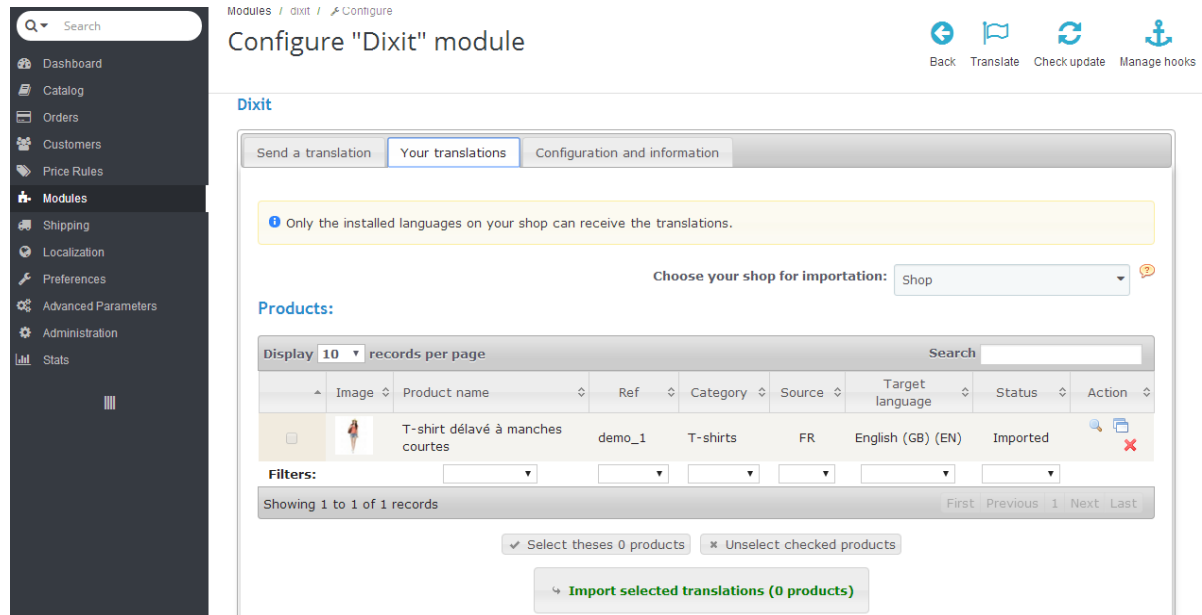 Modules / dixit / Configure
Search
Configure "Dixit" module
Back Translate Check update Manage hooks
Dashboard
Catalog
Orders
Customers
Price Rules
Modules
Shipping
Localization
Preferences
Advanced Parameters
Administration
Stats
Dixit
Send a translation Your translations Configuration and information
Only the installed languages on your shop can receive the translations.
Choose your shop for importation: Shop
Products:
Display 10 records per page Search
Image Product name Ref Category Source Target language Status Action
T-shirt délavé à manches
courtes
demo_1 T-shirts FR English (GB) (EN) Imported
Filters:
Showing 1 to 1 of 1 records First Previous 1 Next Last
Select theses 0 products Unselect checked products
Import selected translations (0 products)